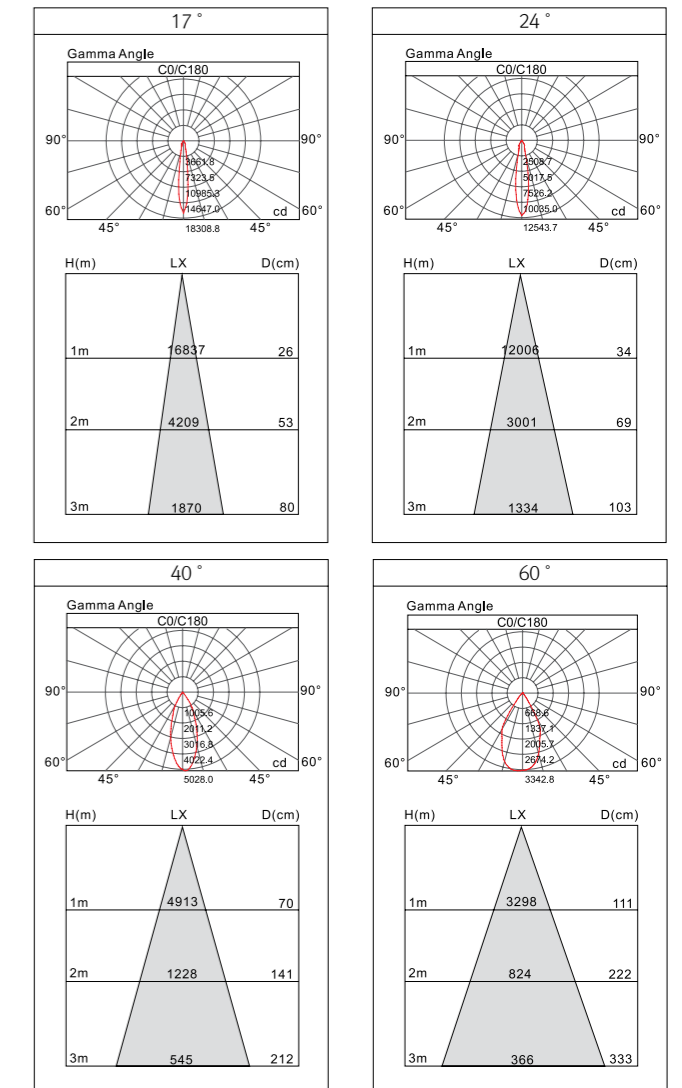 17 °
Gamma Angle
C0/C180
90° 90°
3661.8
7323.5
10985.3
14647.0 cd
60° 60°
45° 18308.8 45°
H(m) LX D(cm)
1m 16837 26
2m 4209 53
3m 1870 80
24 °
Gamma Angle
C0/C180
90° 90°
2508.7
5017.5
7526.2
10035.0 cd
60° 60°
45° 12543.7 45°
H(m) LX D(cm)
1m 12006 34
2m 3001 69
3m 1334 103
40 °
Gamma Angle
C0/C180
90° 90°
1005.6
2011.2
3016.8
4022.4 cd
60° 60°
45° 5028.0 45°
H(m) LX D(cm)
1m 4913 70
2m 1228 141
3m 545 212
60 °
Gamma Angle
C0/C180
90° 90°
668.6
1337.1
2005.7
2674.2 cd
60° 60°
45° 3342.8 45°
H(m) LX D(cm)
1m 3298 111
2m 824 222
3m 366 333